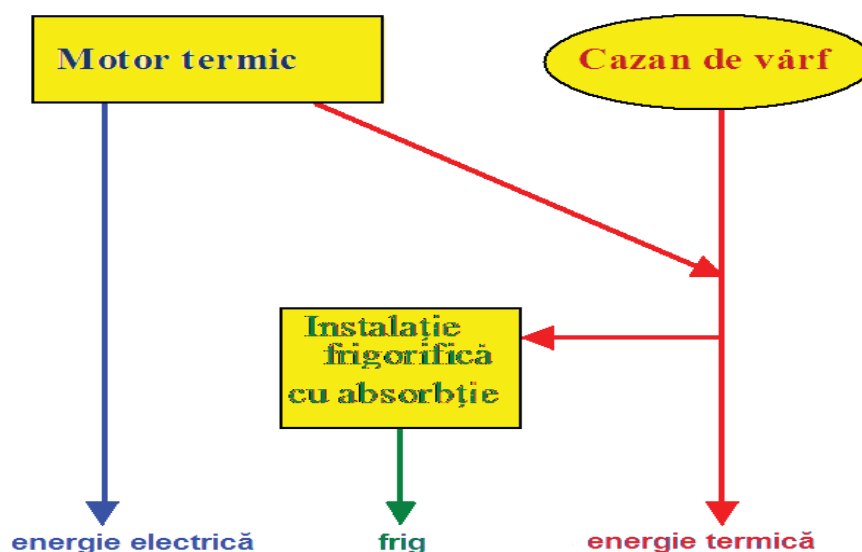 Motor termic
Cazan de vârf
Instalație
frigorifică
cu absorbție
energie electrică
frig
energie termică